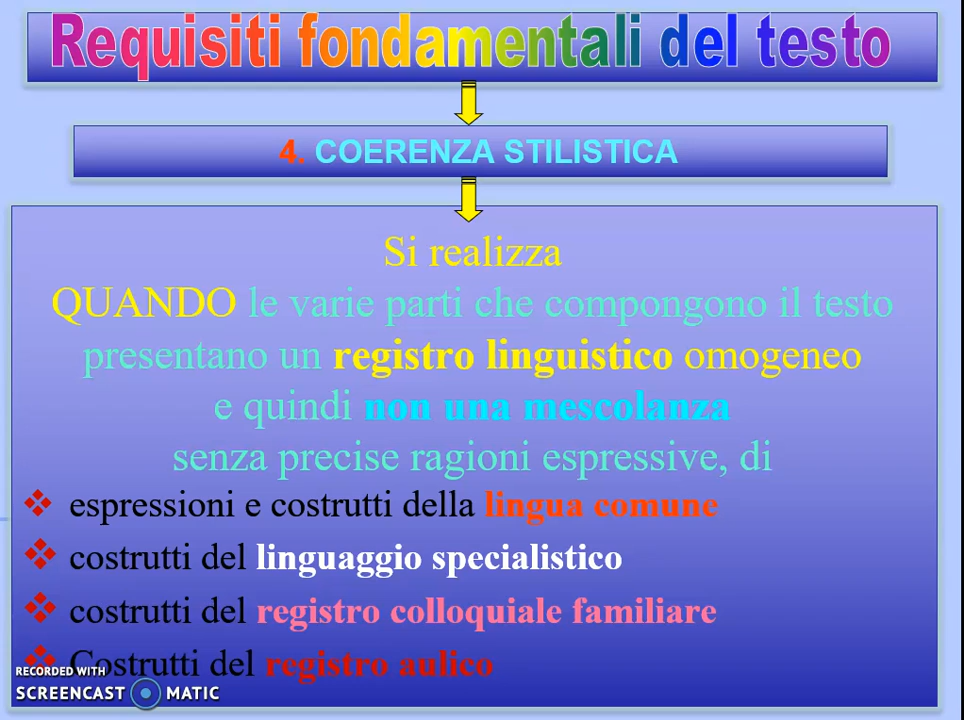 Requisiti fondamentali del testo
4. COERENZA STILISTICA
Si realizza
QUANDO le varie parti che compongono il testo
presentano un registro linguistico omogeneo
e quindi non una mescolanza
senza precise ragioni espressive, di
espressioni e costrutti della lingua comune
costrutti del linguaggio specialistico
costrutti del registro colloquiale familiare
Costrutti del registro aulico
RECORDED WITH
SCREENCAST MATIC